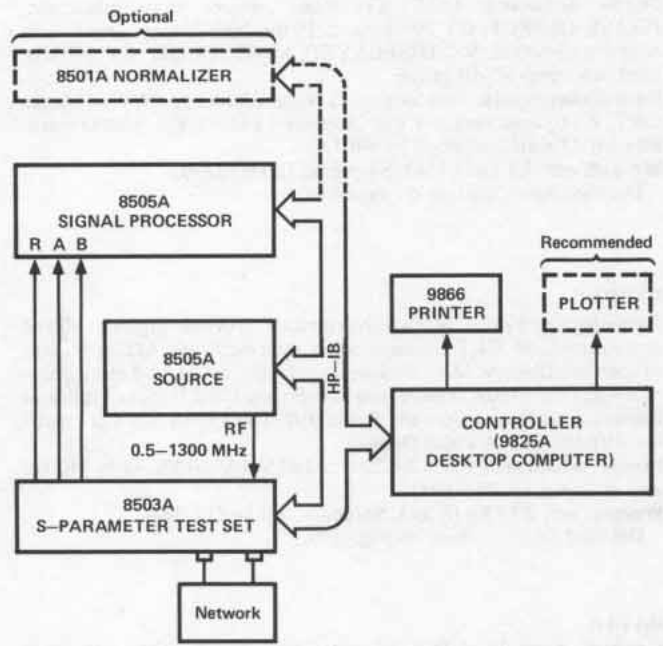 Optional
8501A NORMALIZER
8505A
SIGNAL PROCESSOR
R A B
Recommended
9866
PRINTER
PLOTTER
8505A
SOURCE
HP-IB
RF
0.5–1300 MHz
CONTROLLER
(9825A
DESKTOP COMPUTER)
8503A
S–PARAMETER TEST SET
Network